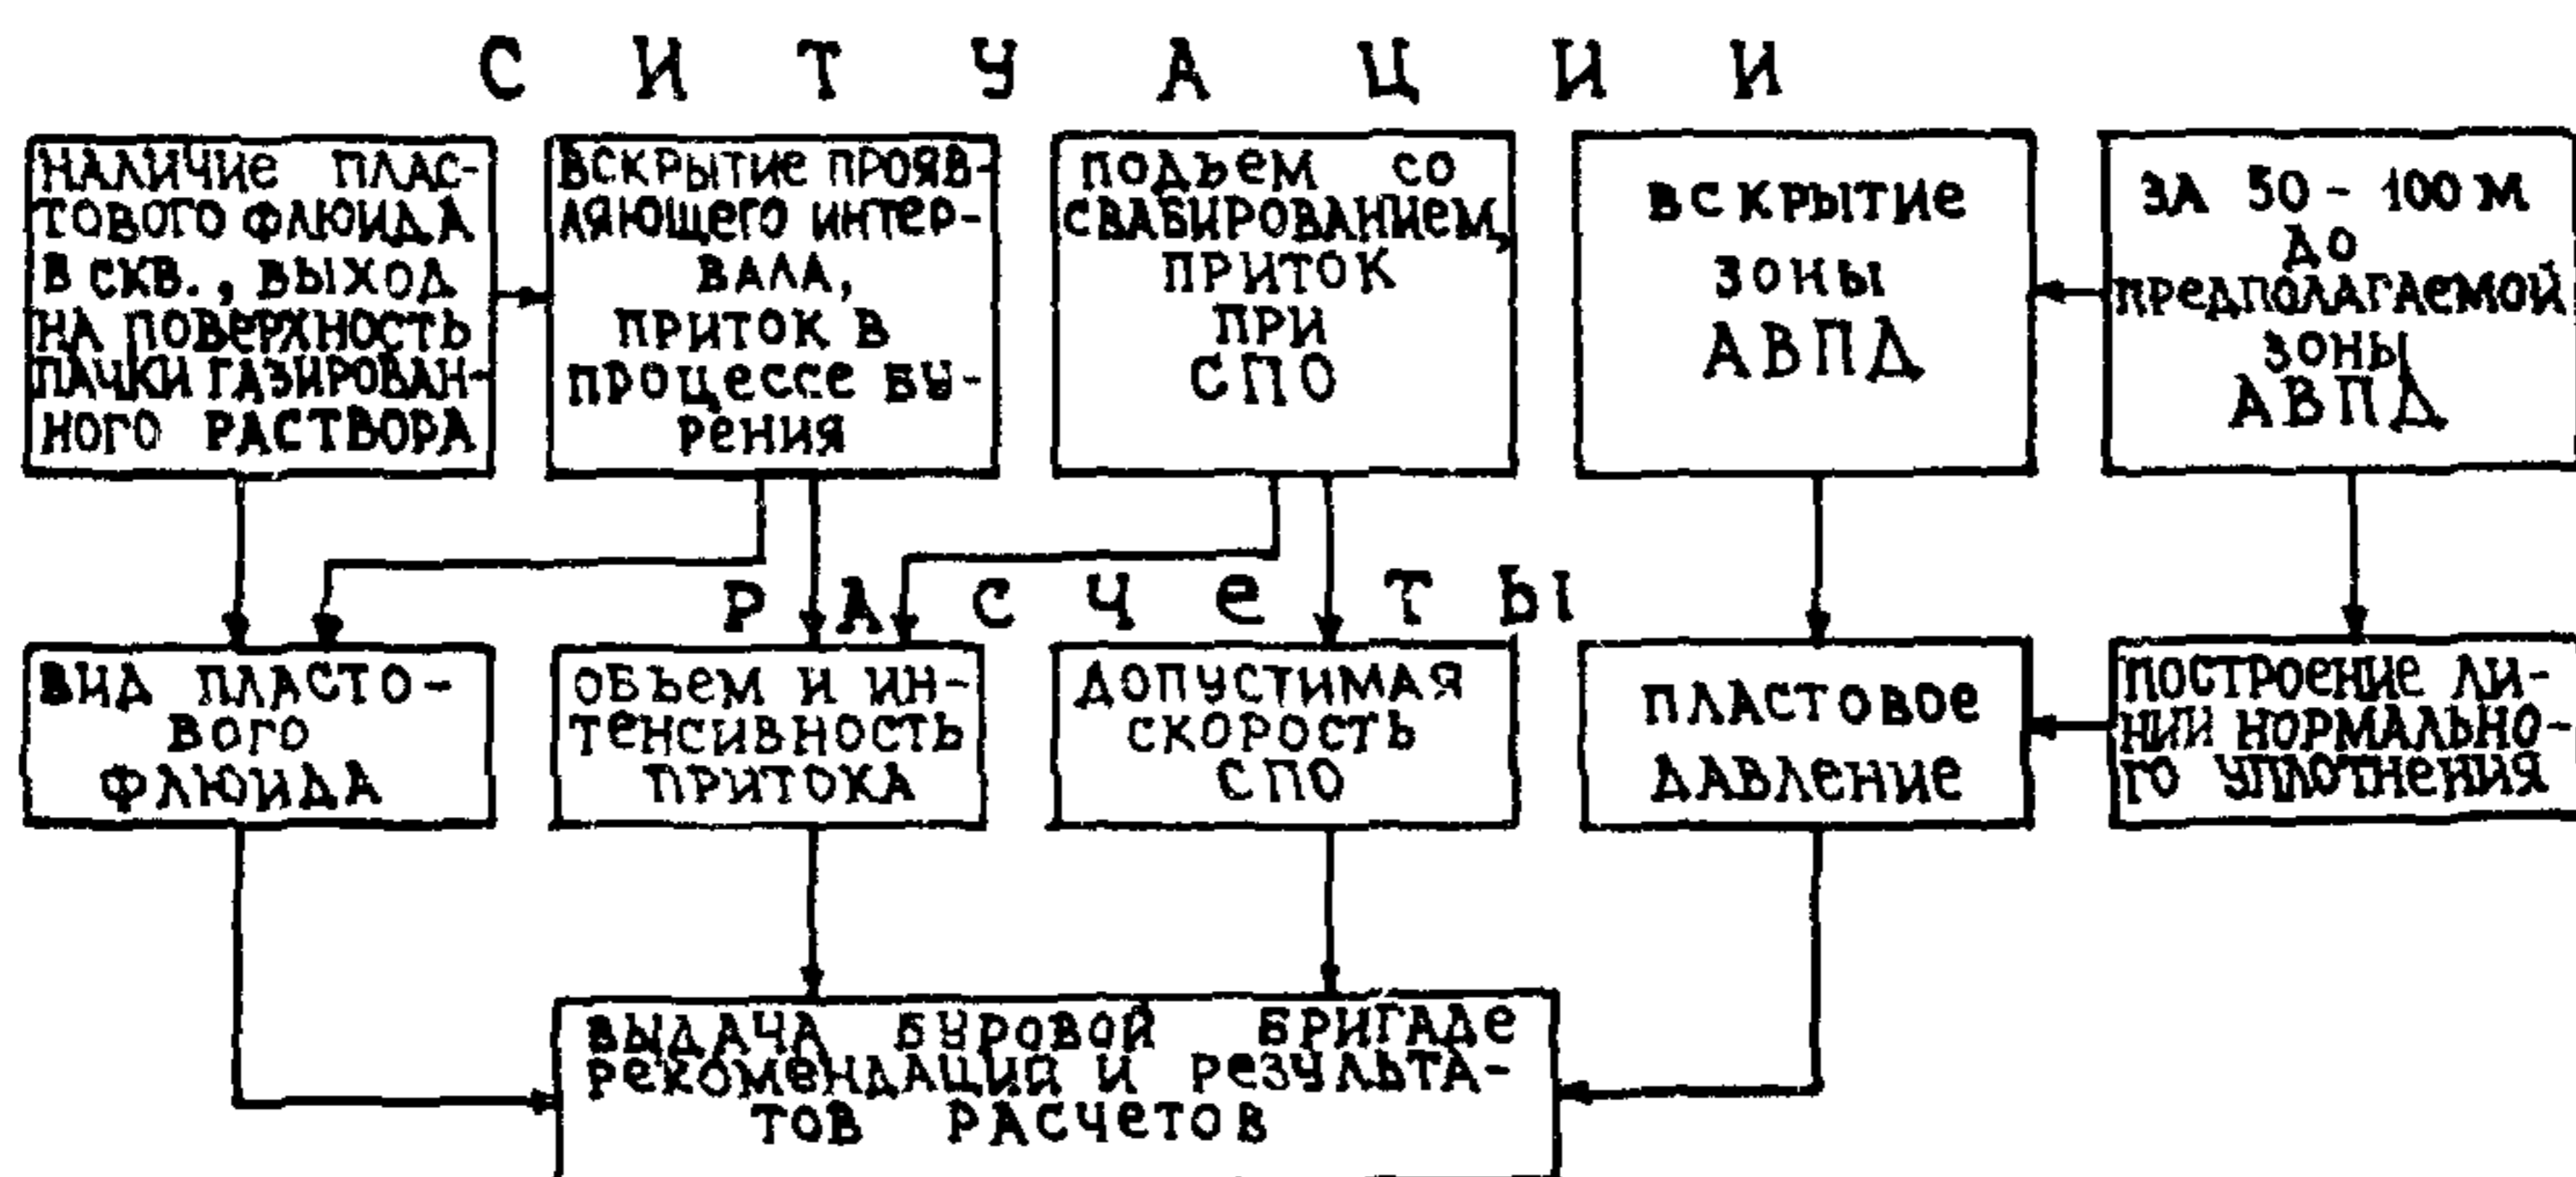 СИТУАЦИИ
НАЛИЧИЕ ПЛАС-
ТОВОГО ФЛЮИДА
В СКВ., ВЫХОД
НА ПОВЕРХНОСТЬ
ПАЧКИ ГАЗИРОВАН-
НОГО РАСТВОРА
ВСКРЫТИЕ ПРОЯВ-
ЛЯЮЩЕГО ИНТЕР-
ВАЛА,
ПРИТОК В
ПРОЦЕССЕ БУ-
РЕНИЯ
ПОДЪЕМ СО
СВАБИРОВАНИЕМ,
ПРИТОК
ПРИ
СПО
ВСКРЫТИЕ
ЗОНЫ
АВПД
ЗА 50 - 100 М
ДО
ПРЕДПОЛАГАЕМОЙ
ЗОНЫ
АВПД
РАСЧЕТЫ
ВИД ПЛАСТО-
ВОГО
ФЛЮИДА
ОБЪЕМ И ИН-
ТЕНСИВНОСТЬ
ПРИТОКА
ДОПУСТИМАЯ
СКОРОСТЬ
СПО
ПЛАСТОВОЕ
ДАВЛЕНИЕ
ПОСТРОЕНИЕ ЛИ-
НИИ НОРМАЛЬНО-
ГО УПЛОТНЕНИЯ
ВЫДАЧА БУРОВОЙ БРИГАДЕ
РЕКОМЕНДАЦИЙ И РЕЗУЛЬТА-
ТОВ РАСЧЕТОВ